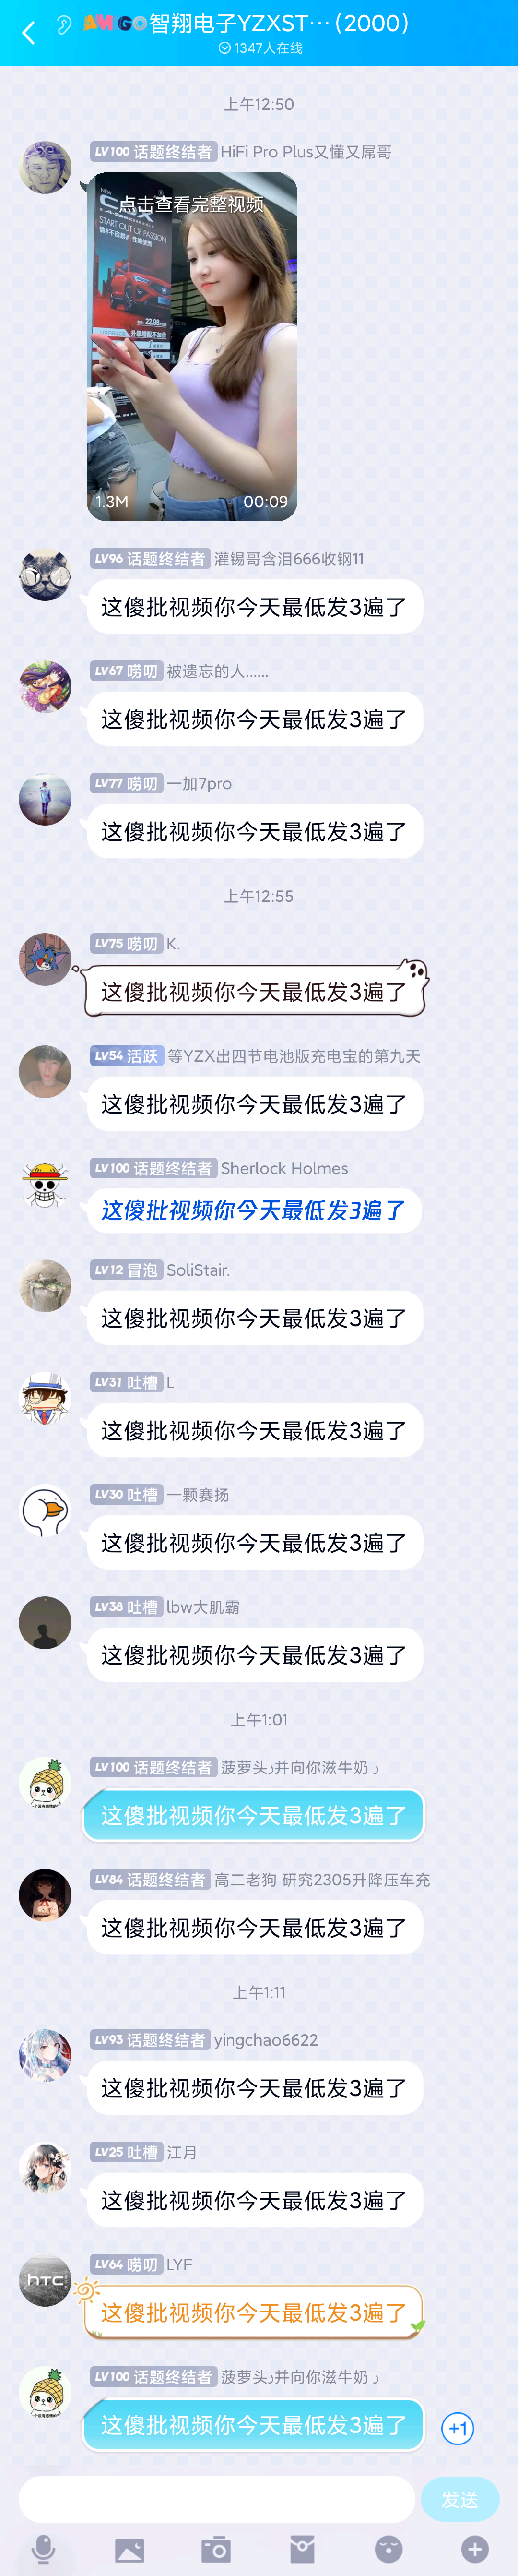 AM GO智翔电子YZXST…(2000)
1347人在线
上午12:50
LV100 话题终结者 HiFi Pro Plus又懂又屌哥
点击查看完整视频
NEW
START OUT OF PASSION
22.98
1.3M 00:09
LV96 话题终结者 灌锡哥含泪666收钢11
这傻批视频你今天最低发3遍了
LV67 唠叨 被遗忘的人......
这傻批视频你今天最低发3遍了
LV77 唠叨 一加7pro
这傻批视频你今天最低发3遍了
上午12:55
LV75 唠叨 K.
这傻批视频你今天最低发3遍了
LV54 活跃 等YZX出四节电池版充电宝的第九天
这傻批视频你今天最低发3遍了
LV100 话题终结者 Sherlock Holmes
这傻批视频你今天最低发3遍了
LV12 冒泡 SoliStair.
这傻批视频你今天最低发3遍了
LV31 吐槽 L
这傻批视频你今天最低发3遍了
LV30 吐槽 一颗赛扬
这傻批视频你今天最低发3遍了
LV38 吐槽 lbw大肌霸
这傻批视频你今天最低发3遍了
上午1:01
LV100 话题终结者 菠萝头و并向你滋牛奶 و
这傻批视频你今天最低发3遍了
LV84 话题终结者 高二老狗 研究2305升降压车充
这傻批视频你今天最低发3遍了
上午1:11
LV93 话题终结者 yingchao6622
这傻批视频你今天最低发3遍了
LV25 吐槽 江月
这傻批视频你今天最低发3遍了
hTC
LV64 唠叨 LYF
这傻批视频你今天最低发3遍了
LV100 话题终结者 菠萝头و并向你滋牛奶 و
这傻批视频你今天最低发3遍了
+1
发送